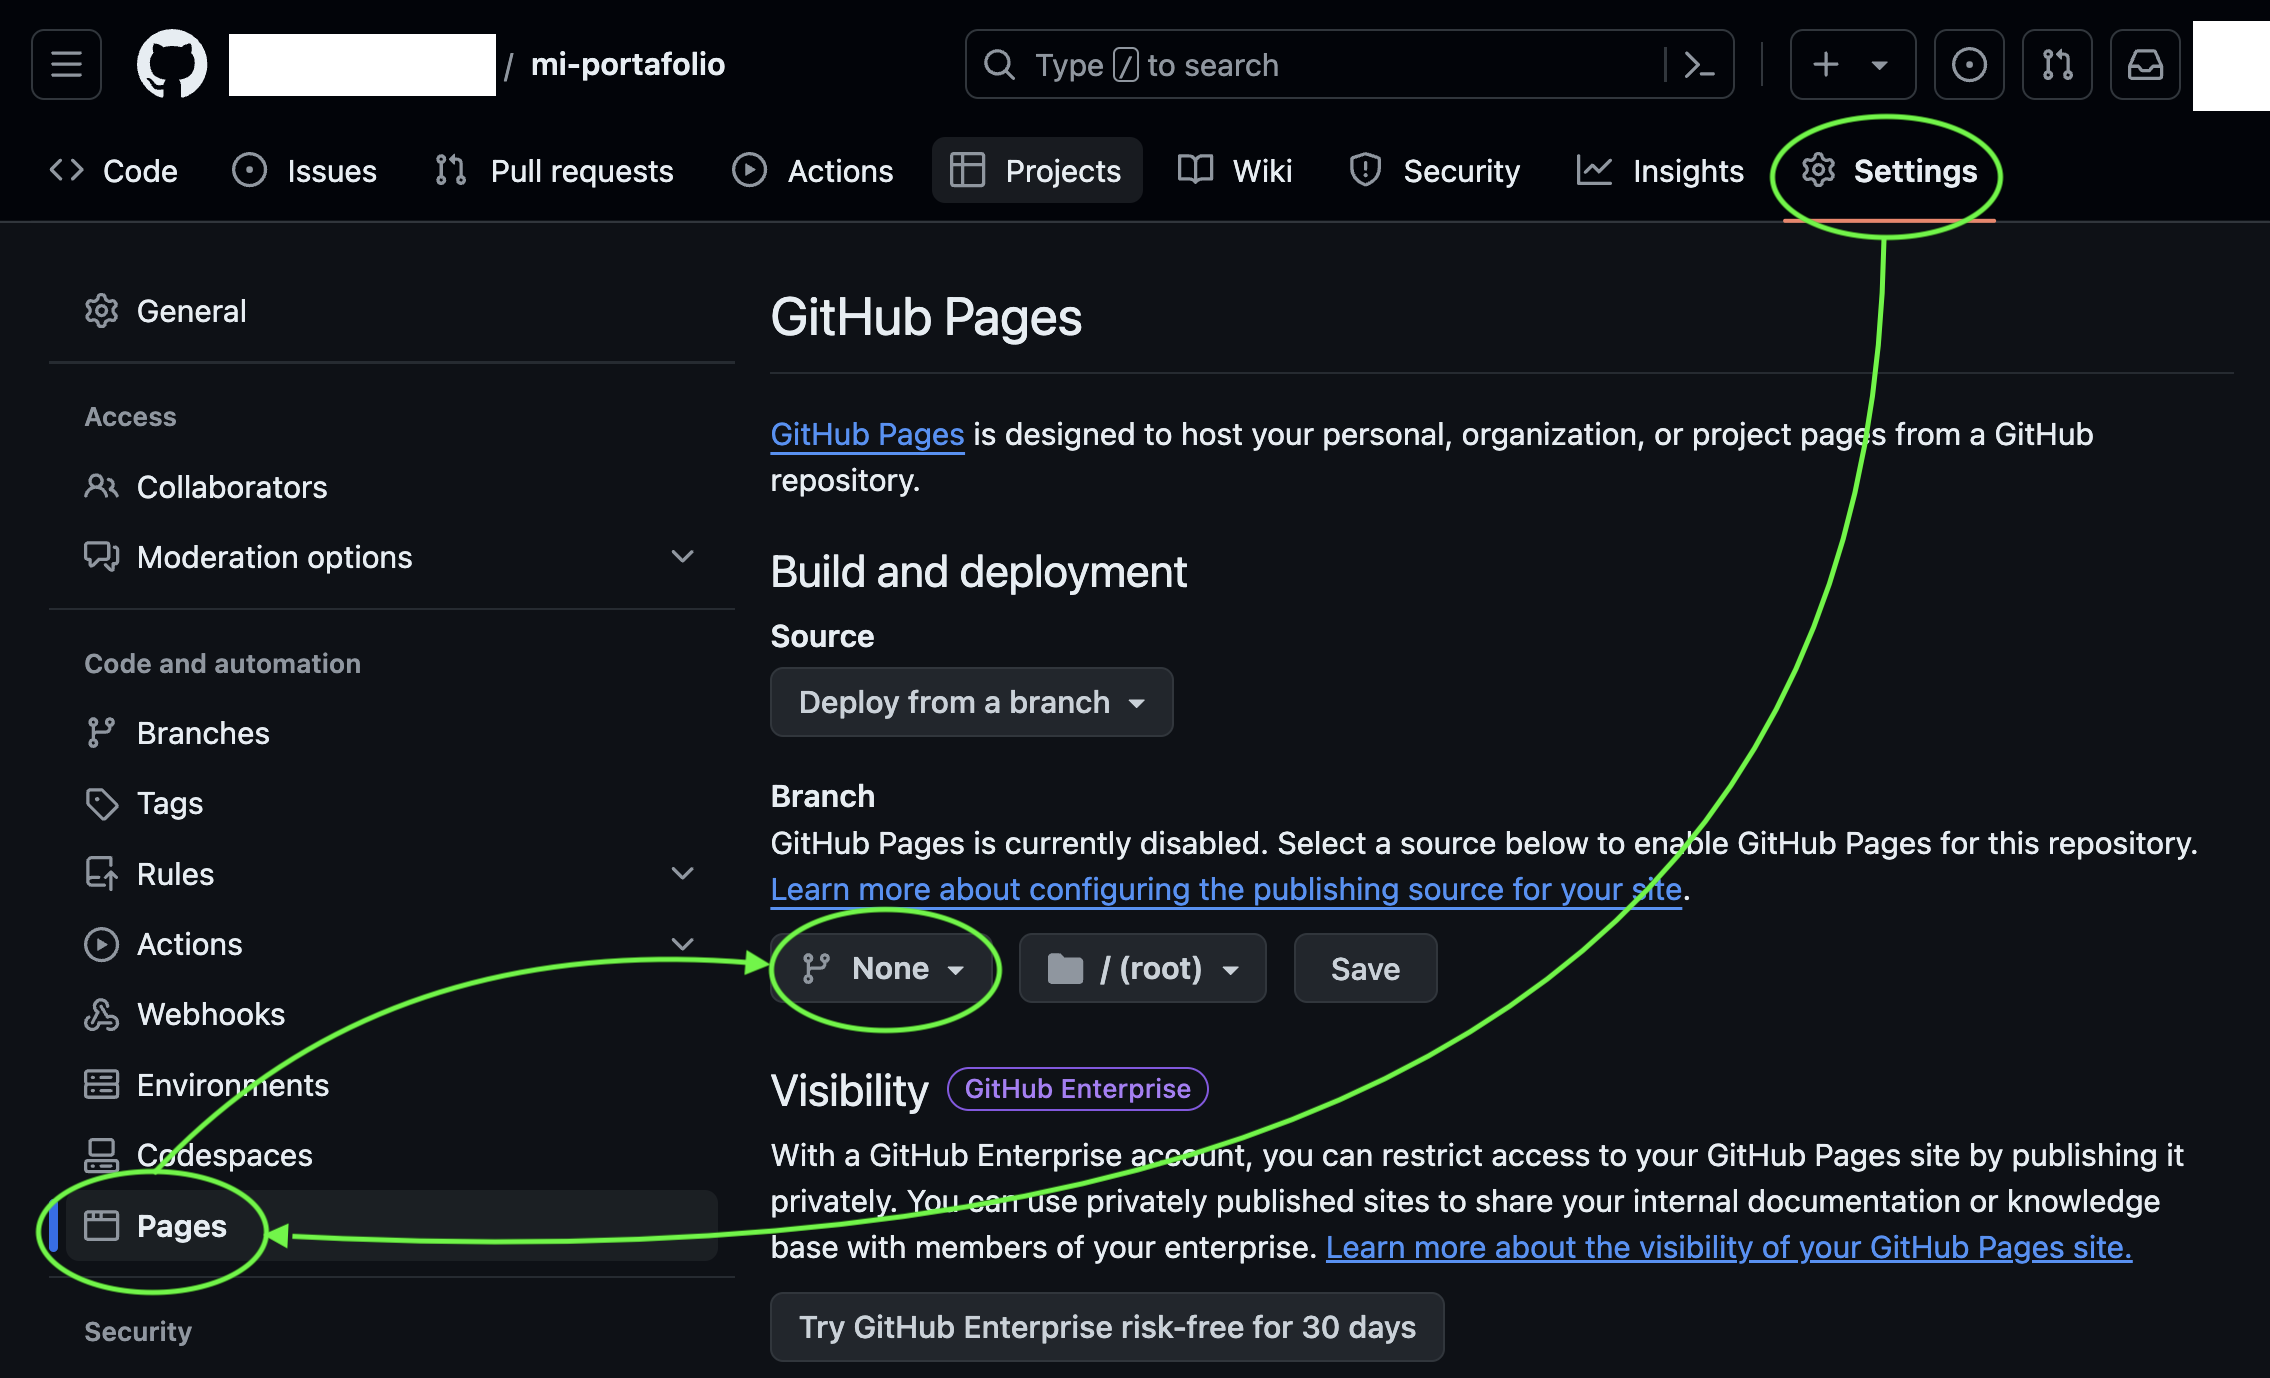 / mi-portafolio
Type / to search
Code
Issues
Pull requests
Actions
Projects
Wiki
Security
Insights
Settings
General
Access
Collaborators
Moderation options
Code and automation
Branches
Tags
Rules
Actions
Webhooks
Environments
Codespaces
Pages
Security
GitHub Pages
GitHub Pages is designed to host your personal, organization, or project pages from a GitHub
repository.
Build and deployment
Source
Deploy from a branch
Branch
GitHub Pages is currently disabled. Select a source below to enable GitHub Pages for this repository.
Learn more about configuring the publishing source for your site.
None
/ (root)
Save
Visibility GitHub Enterprise
With a GitHub Enterprise account, you can restrict access to your GitHub Pages site by publishing it
privately. You can use privately published sites to share your internal documentation or knowledge
base with members of your enterprise. Learn more about the visibility of your GitHub Pages site.
Try GitHub Enterprise risk-free for 30 days